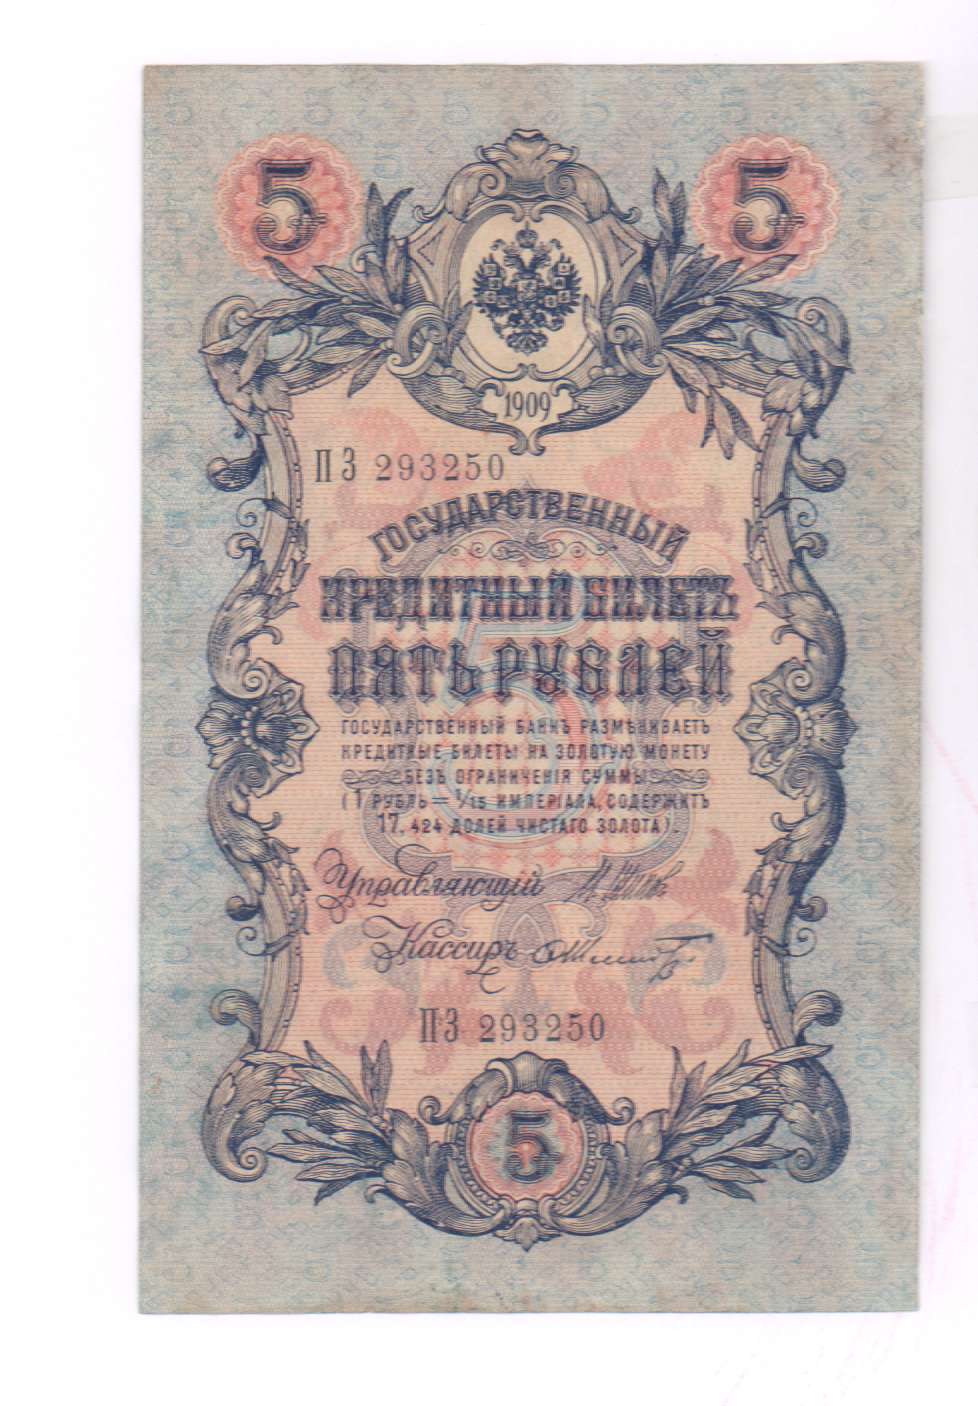 5 5
1909
ПЗ 293250
ГОСУДАРСТВЕННЫЙ
КРЕДИТНЫЙ БИЛЕТЪ
5
ПЯТЬ РУБЛЕЙ
ГОСУДАРСТВЕННЫЙ БАНКЪ РАЗМѢНИВАЕТЪ
КРЕДИТНЫЕ БИЛЕТЫ НА ЗОЛОТУЮ МОНЕТУ
БЕЗЪ ОГРАНИЧЕНІЯ СУММЫ
(1 РУБЛЬ = 1/15 ИМПЕРІАЛА, СОДЕРЖИТЪ
17,424 ДОЛЕЙ ЧИСТАГО ЗОЛОТА).
Управляющій
Кассиръ
ПЗ 293250
5